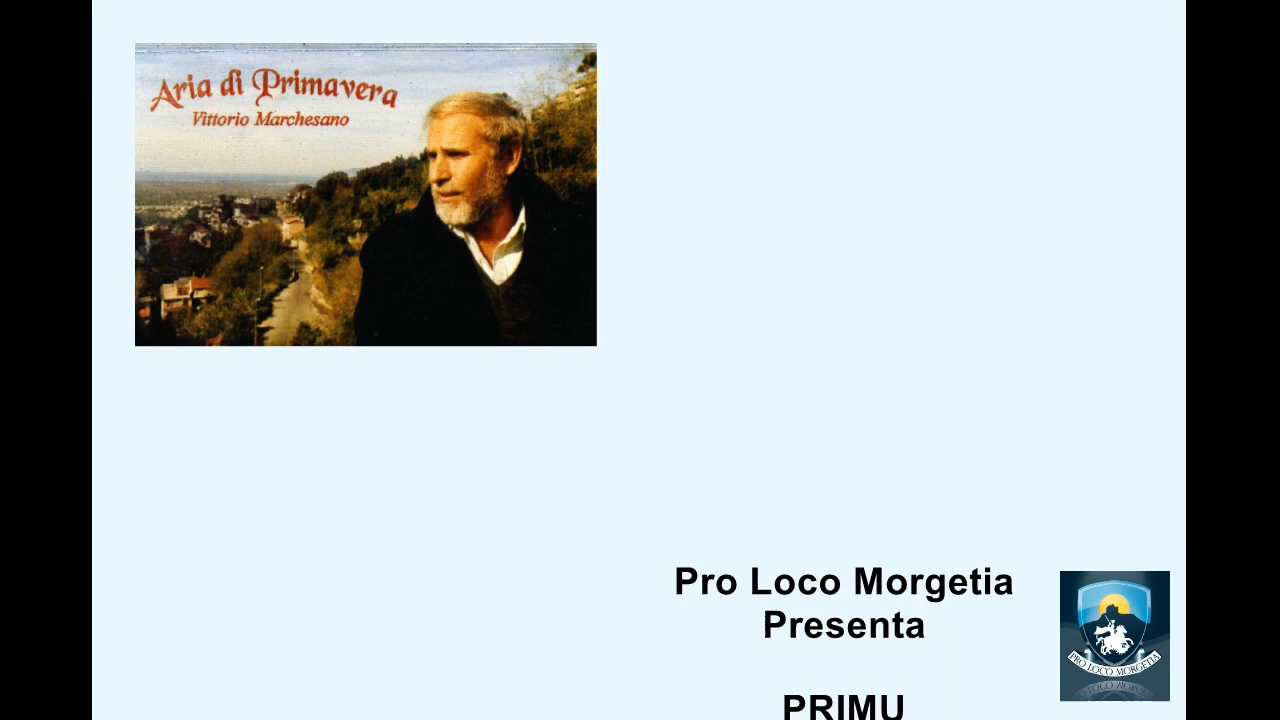 Aria di Primavera
Vittorio Marchesano
Pro Loco Morgetia
Presenta
PRIMU
PRO LOCO MORGETIA